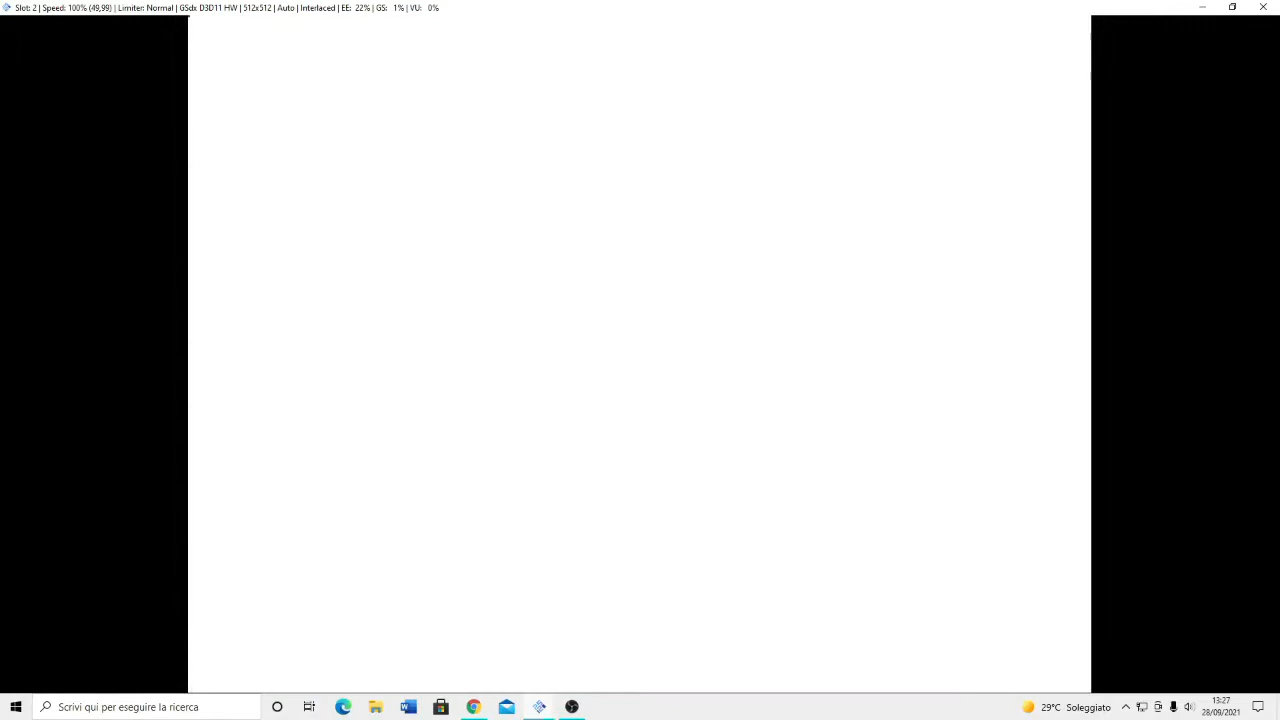 Slot: 2 | Speed: 100% (49,99) | Limiter: Normal | GSdx D3D11 HW | 512x512 | Auto | Interlaced | EE: 22% | GS: 1% | VU: 0%
Scrivi qui per eseguire la ricerca
29°C Soleggiato
13:27
28/09/2021